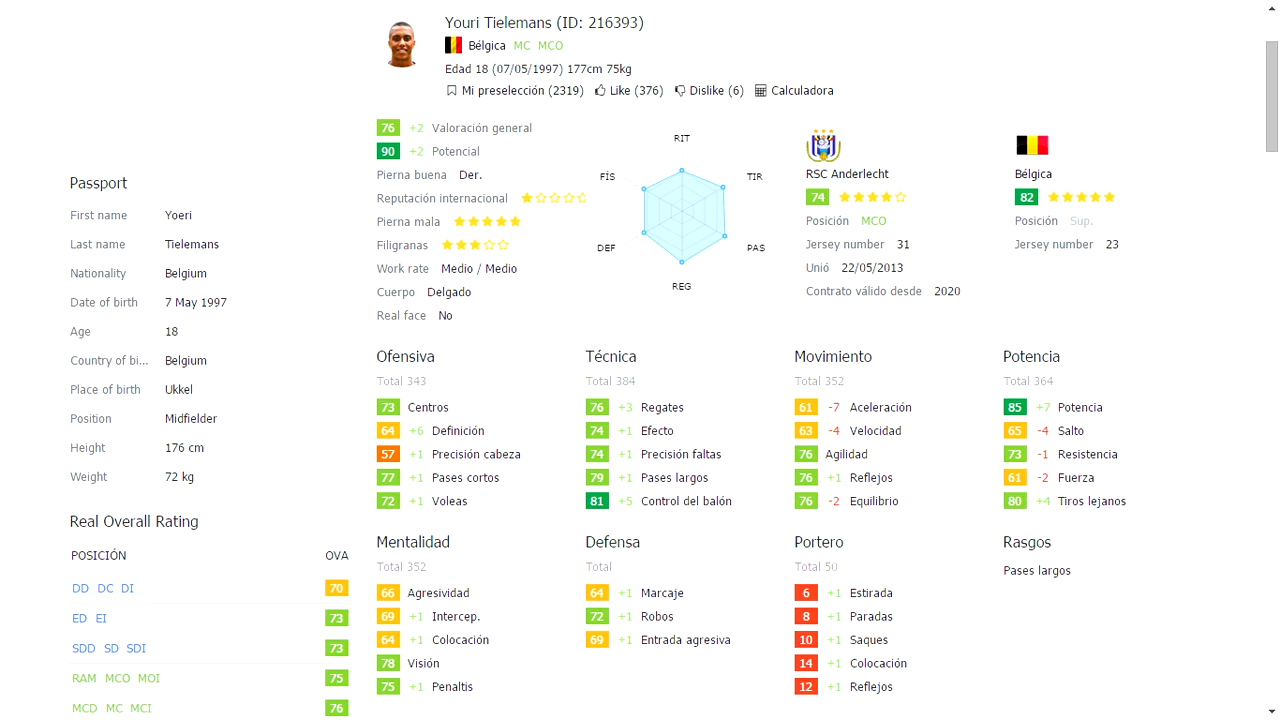 Youri Tielemans (ID: 216393)
Bélgica MC MCO
Edad 18 (07/05/1997) 177cm 75kg
Mi preselección (2319) Like (376) Dislike (6) Calculadora
Passport
First name Yoeri
Last name Tielemans
Nationality Belgium
Date of birth 7 May 1997
Age 18
Country of bi... Belgium
Place of birth Ukkel
Position Midfielder
Height 176 cm
Weight 72 kg
Real Overall Rating
POSICIÓN OVA
DD DC DI 70
ED EI 73
SDD SD SDI 73
RAM MCO MOI 75
MCD MC MCI 76
76 +2 Valoración general
90 +2 Potencial
Pierna buena Der.
Reputación internacional
Pierna mala
Filigranas
Work rate Medio / Medio
Cuerpo Delgado
Real face No
RIT
FÍS TIR
DEF PAS
REG
RSC Anderlecht
74
Posición MCO
Jersey number 31
Unió 22/05/2013
Contrato válido desde 2020
Bélgica
82
Posición Sup.
Jersey number 23
Ofensiva
Total 343
73 Centros
64 +6 Definición
57 +1 Precisión cabeza
77 +1 Pases cortos
72 +1 Voleas
Técnica
Total 384
76 +3 Regates
74 +1 Efecto
74 +1 Precisión faltas
79 +1 Pases largos
81 +5 Control del balón
Movimiento
Total 352
61 -7 Aceleración
63 -4 Velocidad
76 Agilidad
76 +1 Reflejos
76 -2 Equilibrio
Potencia
Total 364
85 +7 Potencia
65 -4 Salto
73 -1 Resistencia
61 -2 Fuerza
80 +4 Tiros lejanos
Mentalidad
Total 352
66 Agresividad
69 +1 Intercep.
64 +1 Colocación
78 Visión
75 +1 Penaltis
Defensa
Total
64 +1 Marcaje
72 +1 Robos
69 +1 Entrada agresiva
Portero
Total 50
6 +1 Estirada
8 +1 Paradas
10 +1 Saques
14 +1 Colocación
12 +1 Reflejos
Rasgos
Pases largos